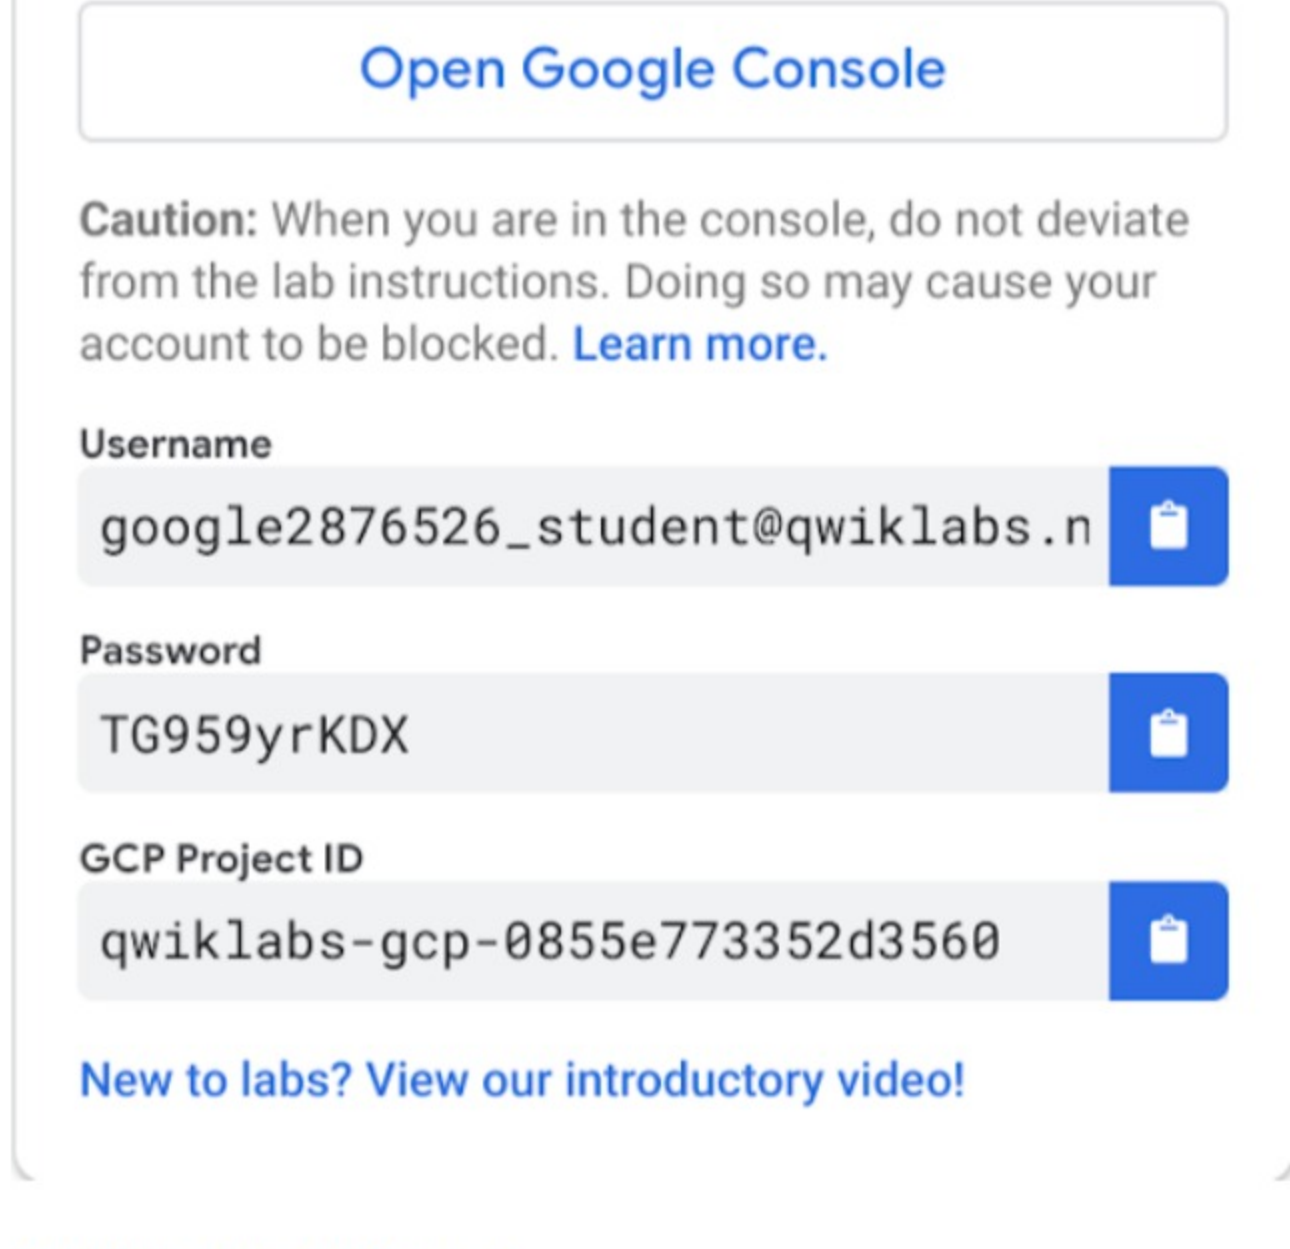 Open Google Console
Caution: When you are in the console, do not deviate
from the lab instructions. Doing so may cause your
account to be blocked. Learn more.
Username
google2876526_student@qwiklabs.n
Password
TG959yrKDX
GCP Project ID
qwiklabs-gcp-0855e773352d3560
New to labs? View our introductory video!